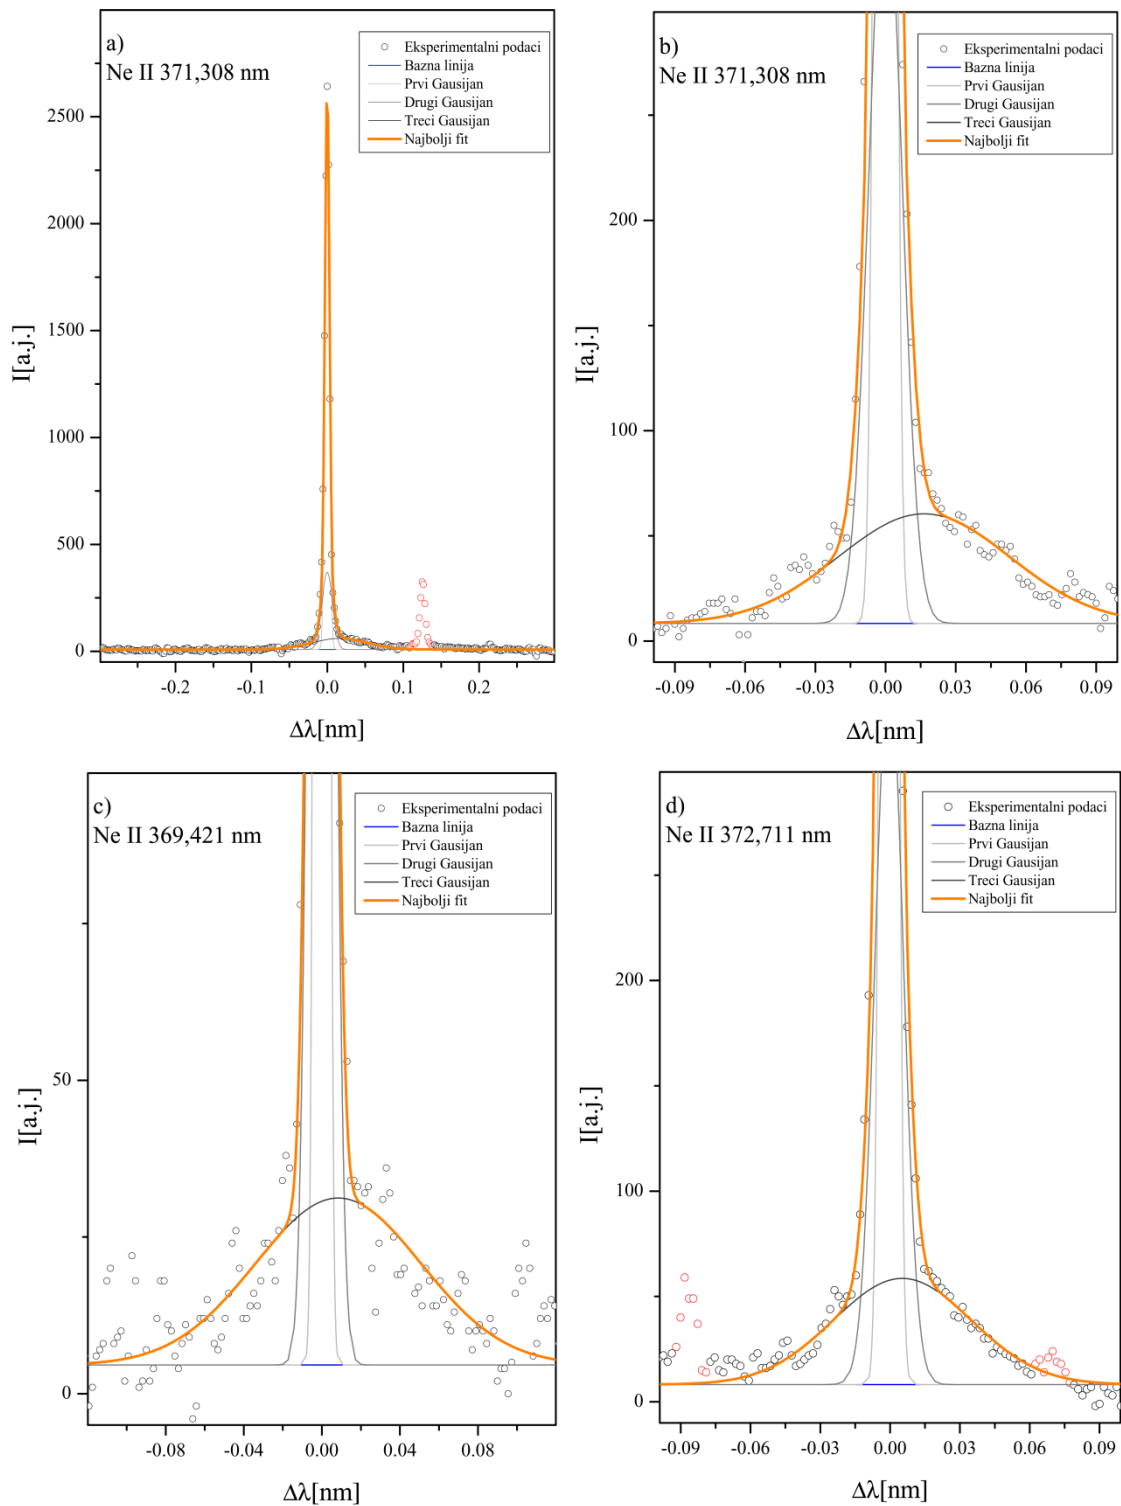 a)
Ne II 371,308 nm
Eksperimentalni podaci
Bazna linija
Prvi Gausijan
Drugi Gausijan
Treci Gausijan
Najbolji fit
2500
2000
1500
1000
500
0
I[a.j.]
-0.2
-0.1
0.0
0.1
0.2
Δλ[nm]
b)
Ne II 371,308 nm
Eksperimentalni podaci
Bazna linija
Prvi Gausijan
Drugi Gausijan
Treci Gausijan
Najbolji fit
200
100
0
I[a.j.]
-0.09
-0.06
-0.03
0.00
0.03
0.06
0.09
Δλ[nm]
c)
Ne II 369,421 nm
Eksperimentalni podaci
Bazna linija
Prvi Gausijan
Drugi Gausijan
Treci Gausijan
Najbolji fit
50
0
I[a.j.]
-0.08
-0.04
0.00
0.04
0.08
Δλ[nm]
d)
Ne II 372,711 nm
Eksperimentalni podaci
Bazna linija
Prvi Gausijan
Drugi Gausijan
Treci Gausijan
Najbolji fit
200
100
0
I[a.j.]
-0.09
-0.06
-0.03
0.00
0.03
0.06
0.09
Δλ[nm]